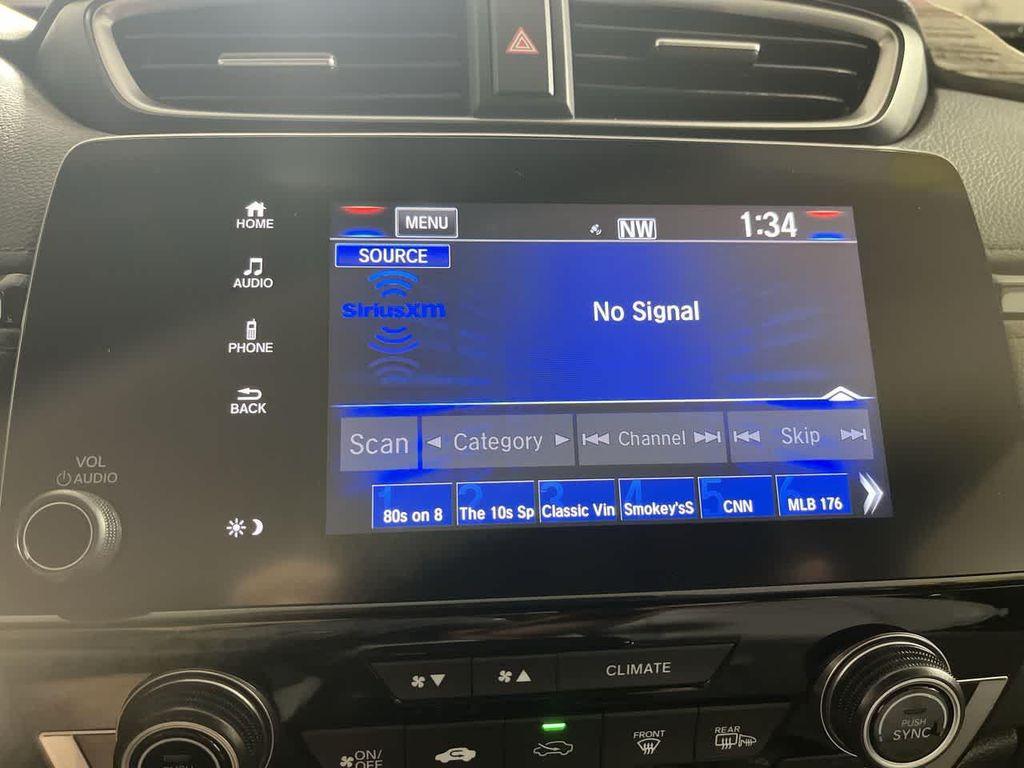 HOME
AUDIO
PHONE
BACK
VOL
AUDIO
MENU
NW
1:34
SOURCE
SiriusXM
No Signal
Scan
Category
Channel
Skip
1 80s on 8
2 The 10s Sp
3 Classic Vin
4 Smokey'sS
5 CNN
6 MLB 176
CLIMATE
ON/
OFF
FRONT
REAR
PUSH
SYNC